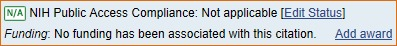 N/A NIH Public Access Compliance: Not applicable [Edit Status]
Funding: No funding has been associated with this citation. Add award